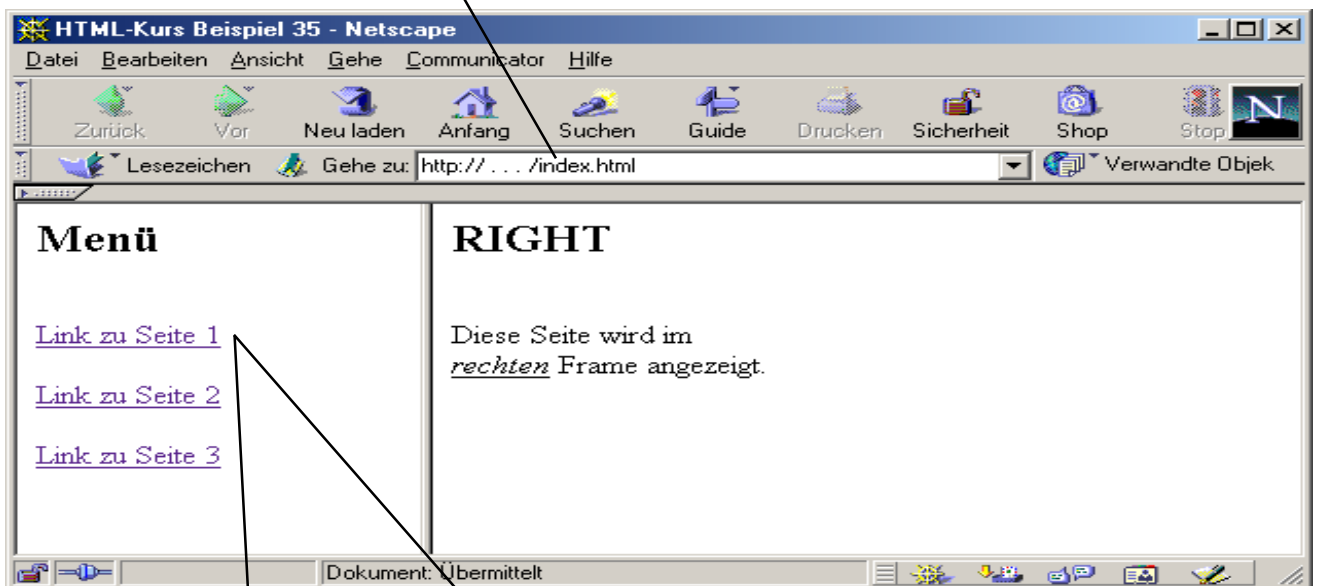 HTML-Kurs Beispiel 35 - Netscape
Datei Bearbeiten Ansicht Gehe Communicator Hilfe
Zurück Vor Neu laden Anfang Suchen Guide Drucken Sicherheit Shop Stop N
Lesezeichen Gehe zu: http:// . . . /index.html Verwandte Objek
Menü
Link zu Seite 1
Link zu Seite 2
Link zu Seite 3
RIGHT
Diese Seite wird im
rechten Frame angezeigt.
Dokument: Übermittelt